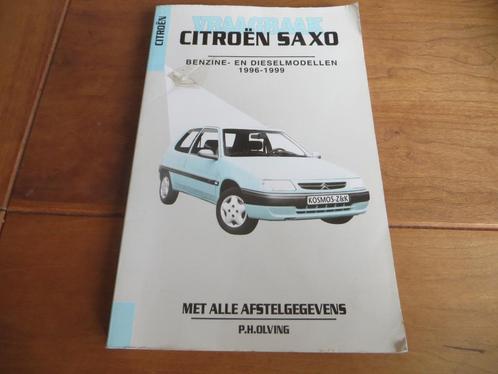 CITROËN
VRAAGBAAK
CITROËN SAXO
BENZINE- EN DIESELMODELLEN
1996-1999
KOSMOS-Z&K
MET ALLE AFSTELGEGEVENS
P.H.OLVING